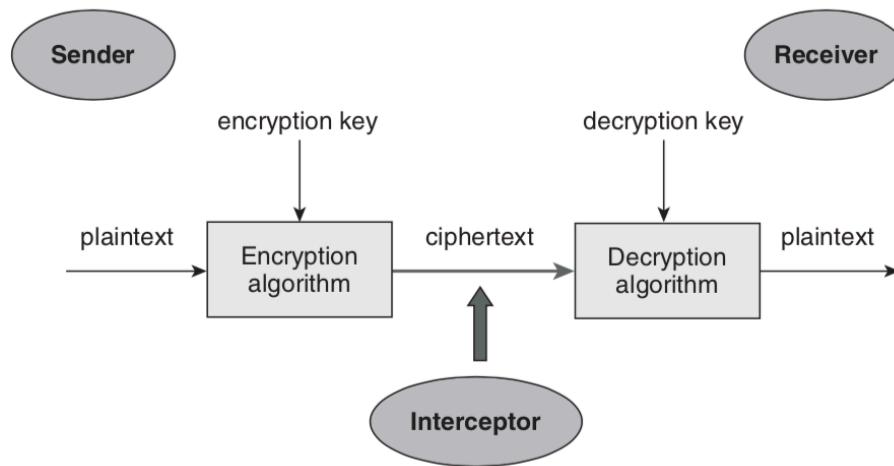 Sender
Receiver
encryption key
decryption key
plaintext
Encryption
algorithm
ciphertext
Decryption
algorithm
plaintext
Interceptor